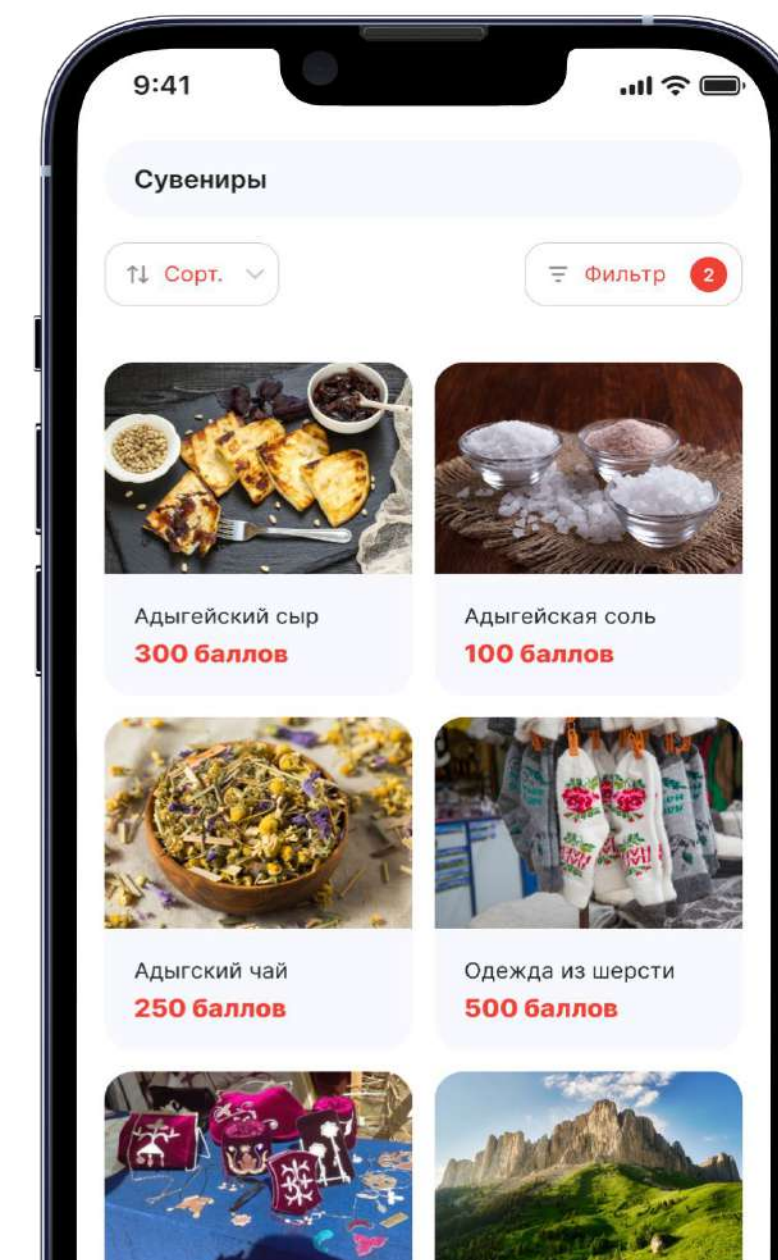 9:41
Сувениры
Сорт.
Фильтр 2
Адыгейский сыр
300 баллов
Адыгейская соль
100 баллов
Адыгский чай
250 баллов
Одежда из шерсти
500 баллов